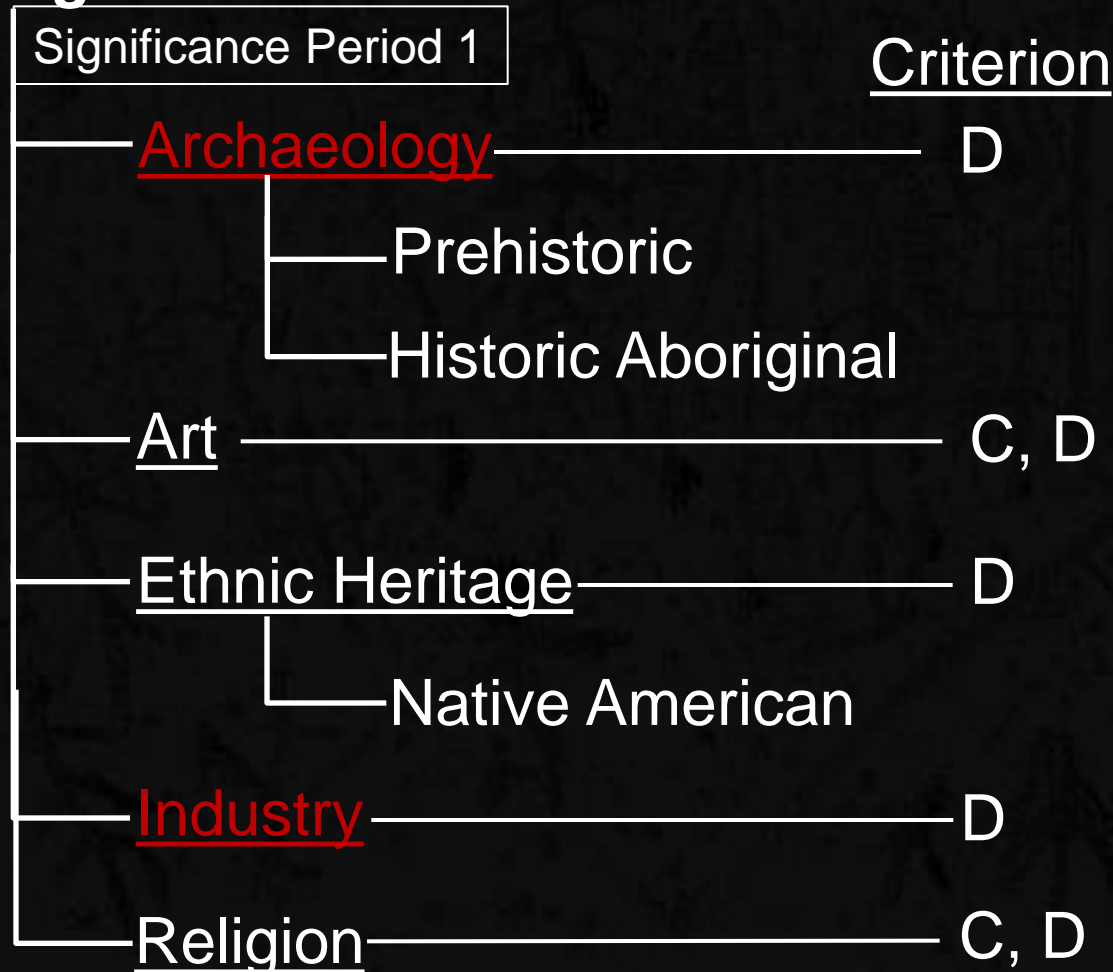 Significance Period 1
Criterion
Archaeology D
Prehistoric
Historic Aboriginal
Art C, D
Ethnic Heritage D
Native American
Industry D
Religion C, D